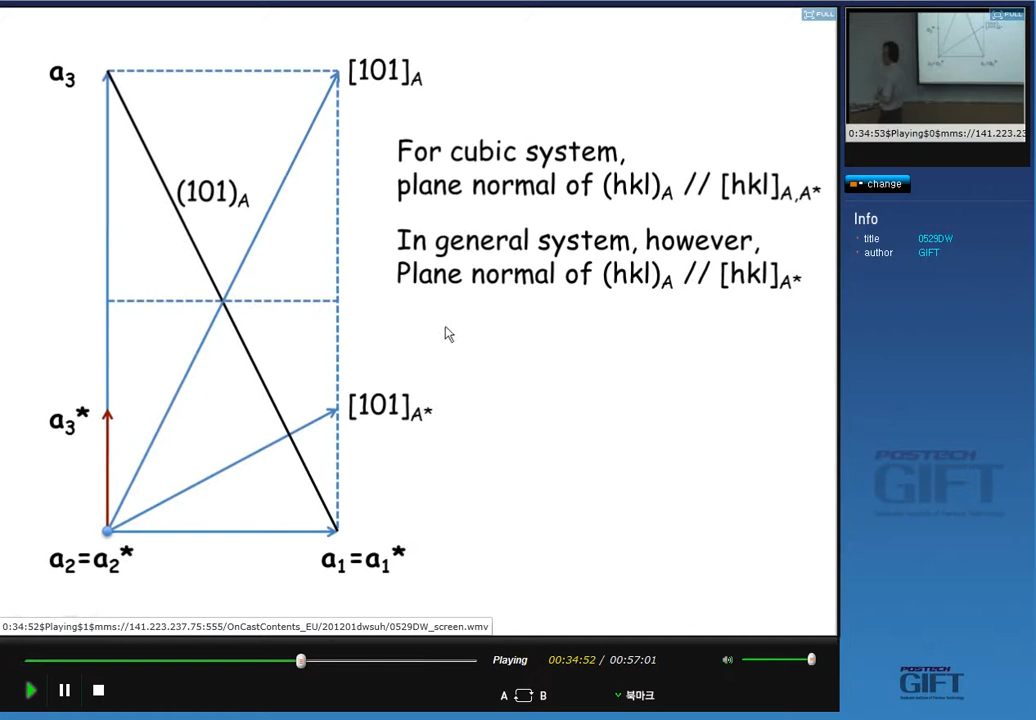 FULL
FULL
a3
[101]A
For cubic system,
plane normal of (hkl)A // [hkl]A,A*
(101)A
In general system, however,
Plane normal of (hkl)A // [hkl]A*
a3*
[101]A*
a2=a2*
a1=a1*
0:34:52$Playing$1$mms://141.223.237.75:555/OnCastContents_EU/201201dwsuh/0529DW_screen.wmv
0:34:53$Playing$0$mms://141.223.23
change
Info
title 0529DW
author GIFT
POSTECH
GIFT
Playing
00:34:52 / 00:57:01
A B
북마크
POSTECH
GIFT